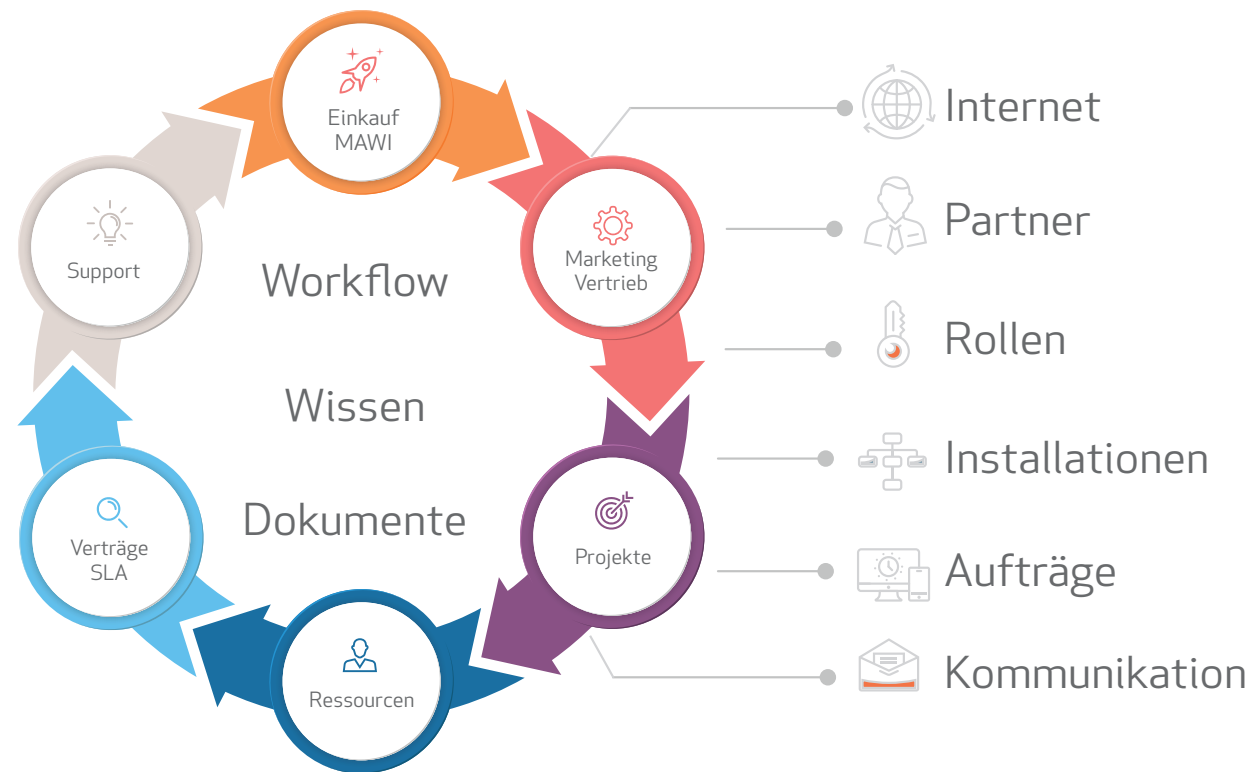 Einkauf
MAWI
Marketing
Vertrieb
Projekte
Ressourcen
Verträge
SLA
Support
Workflow
Wissen
Dokumente
Internet
Partner
Rollen
Installationen
Aufträge
Kommunikation